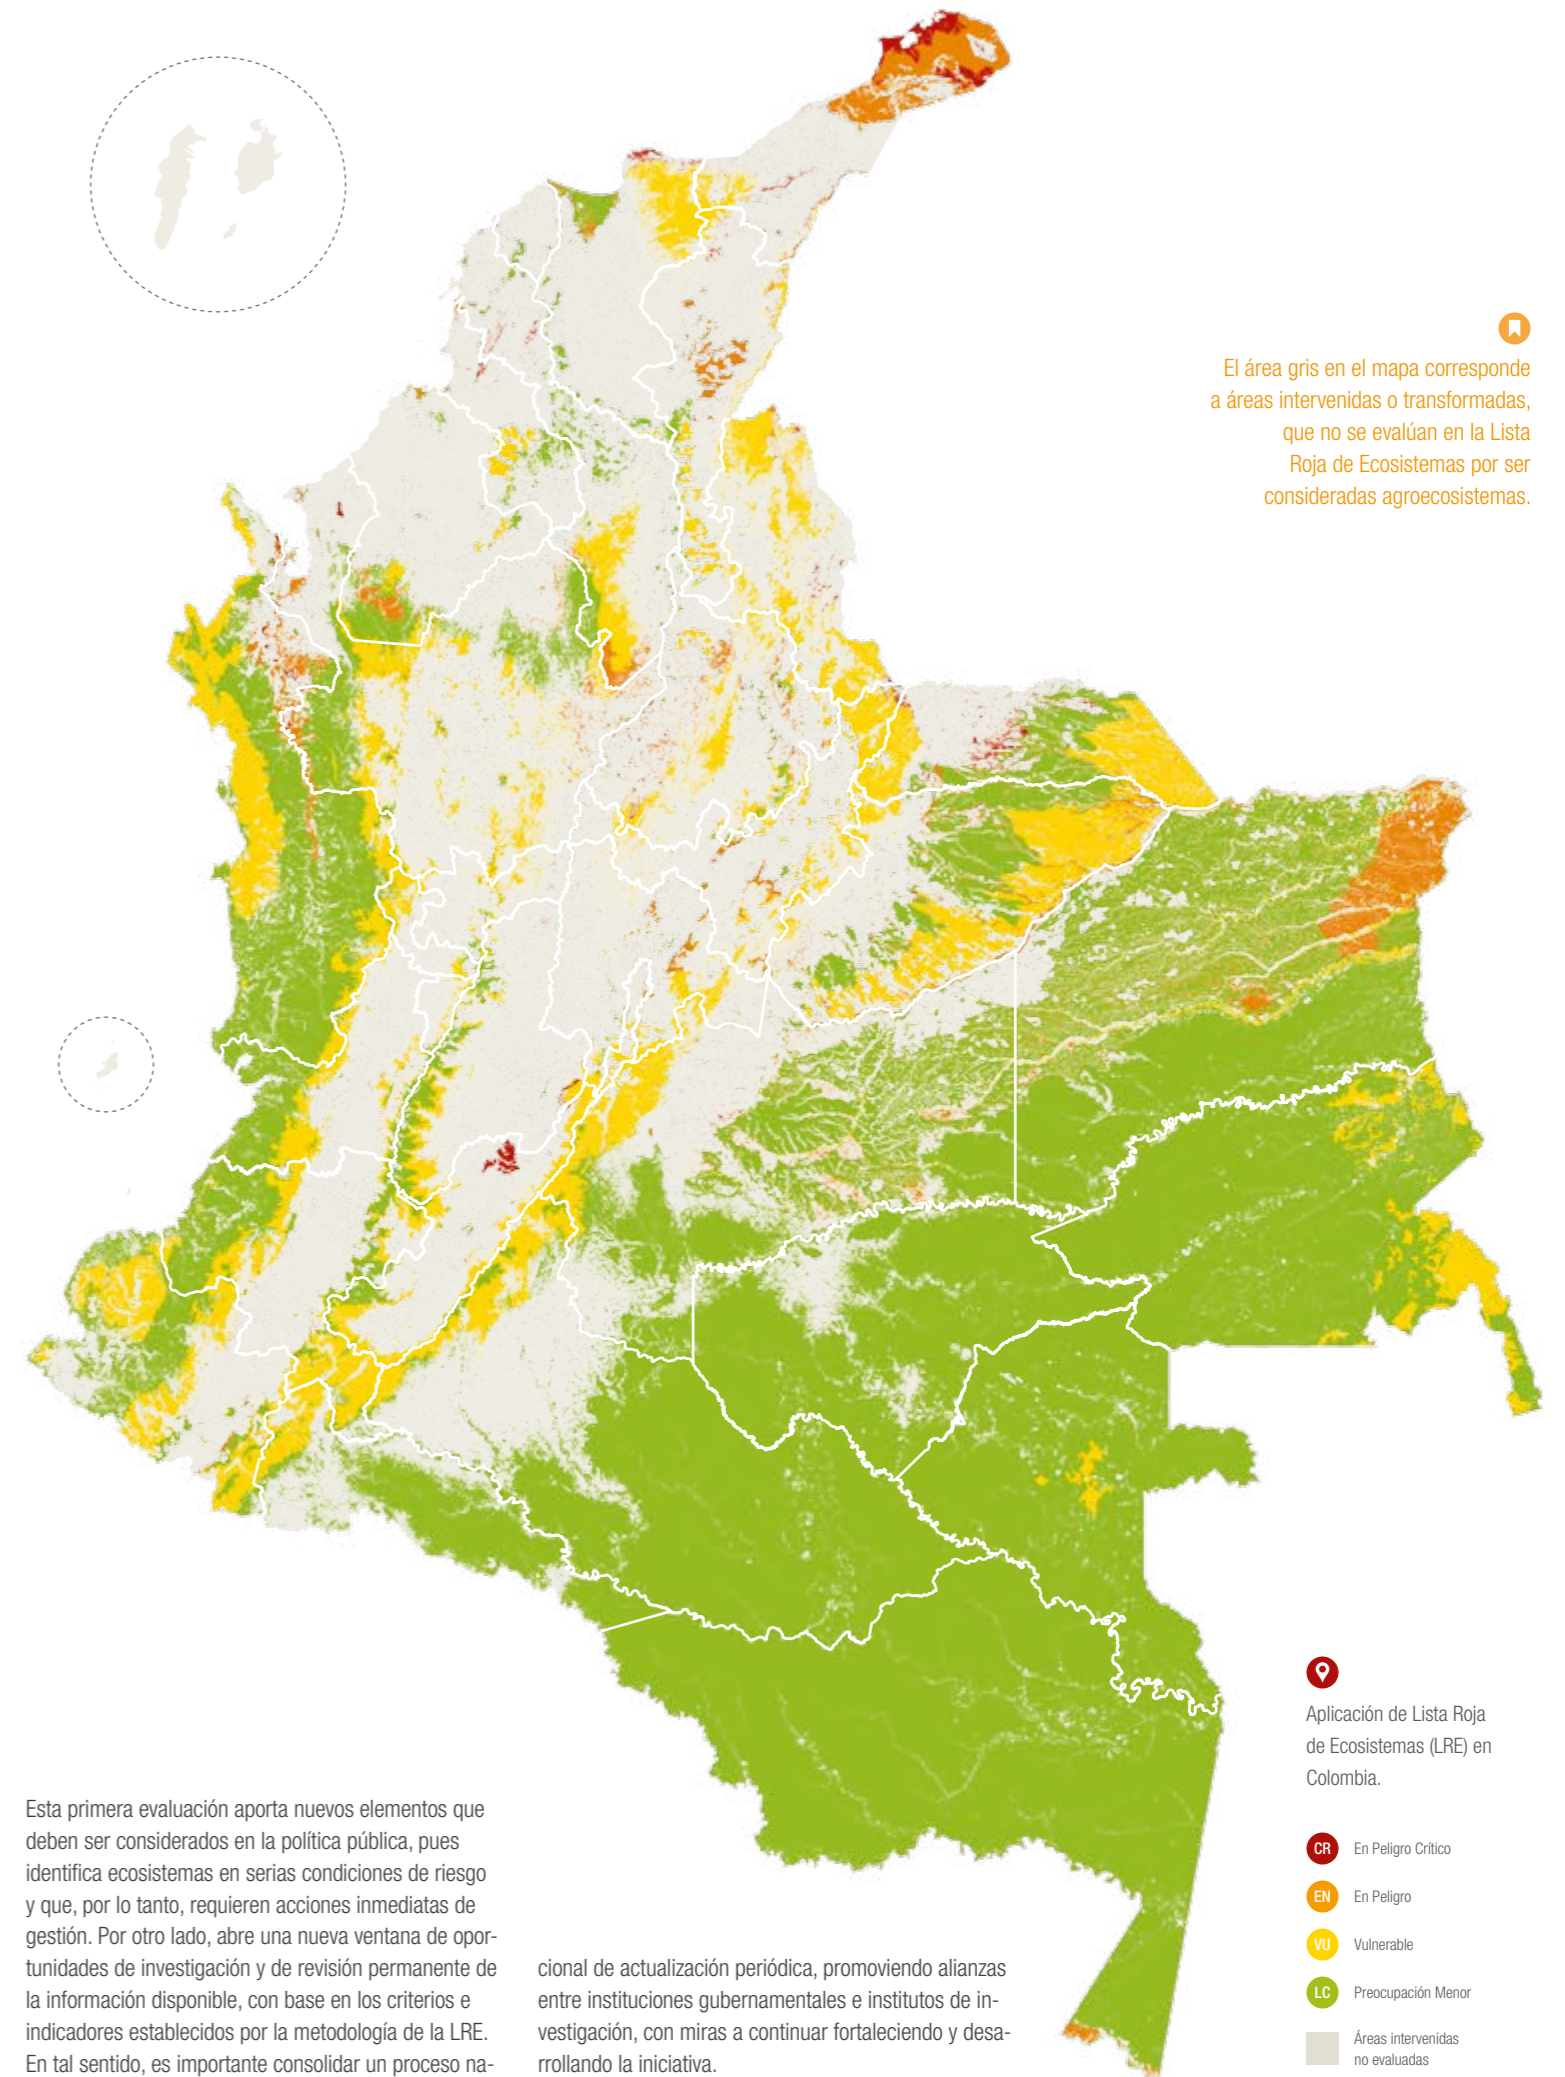 El área gris en el mapa corresponde
a áreas intervenidas o transformadas,
que no se evalúan en la Lista
Roja de Ecosistemas por ser
consideradas agroecosistemas.
Aplicación de Lista Roja
de Ecosistemas (LRE) en
Colombia.
CR En Peligro Crítico
EN En Peligro
VU Vulnerable
LC Preocupación Menor
Áreas intervenidas
no evaluadas
Esta primera evaluación aporta nuevos elementos que
deben ser considerados en la política pública, pues
identifica ecosistemas en serias condiciones de riesgo
y que, por lo tanto, requieren acciones inmediatas de
gestión. Por otro lado, abre una nueva ventana de opor-
tunidades de investigación y de revisión permanente de
la información disponible, con base en los criterios e
indicadores establecidos por la metodología de la LRE.
En tal sentido, es importante consolidar un proceso na-
cional de actualización periódica, promoviendo alianzas
entre instituciones gubernamentales e institutos de in-
vestigación, con miras a continuar fortaleciendo y desa-
rrollando la iniciativa.